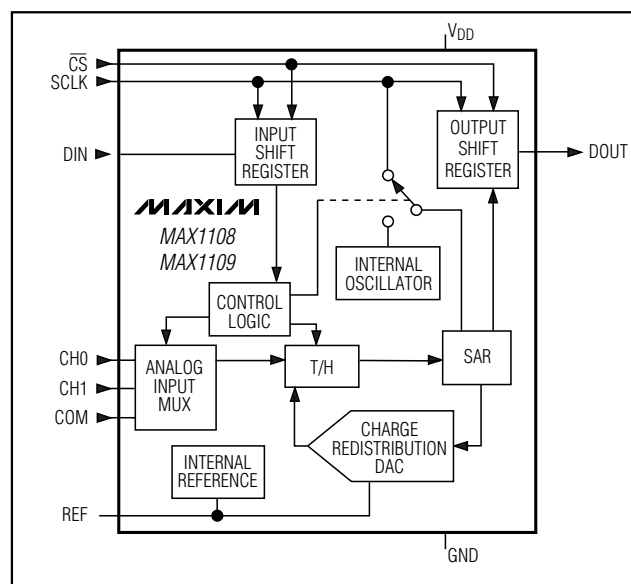 VDD
CS
SCLK
DIN
INPUT
SHIFT
REGISTER
OUTPUT
SHIFT
REGISTER
DOUT
MAXIM
MAX1108
MAX1109
INTERNAL
OSCILLATOR
CONTROL
LOGIC
CH0
CH1
COM
ANALOG
INPUT
MUX
T/H
SAR
CHARGE
REDISTRIBUTION
DAC
INTERNAL
REFERENCE
REF
GND